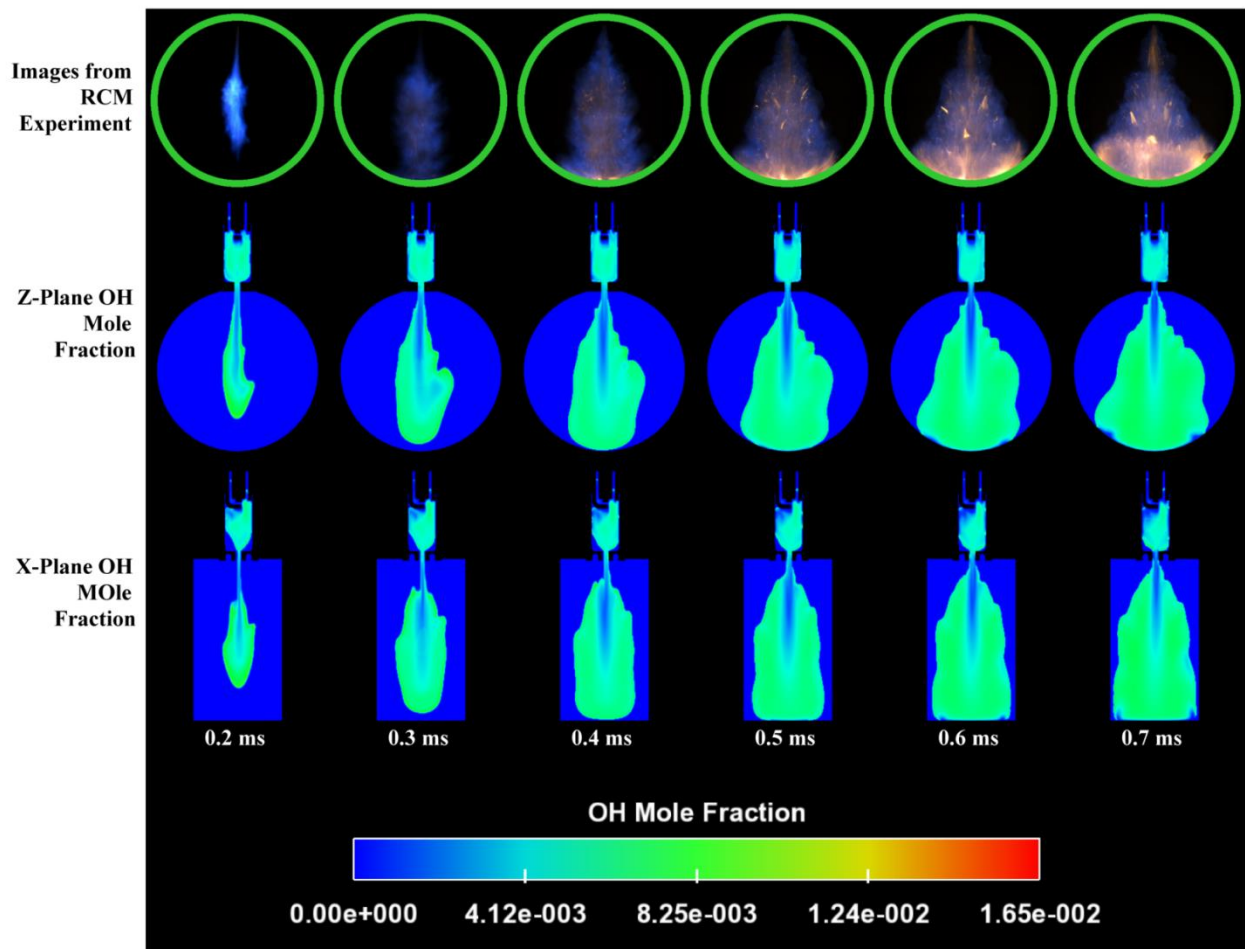 Images from
RCM
Experiment
Z-Plane OH
Mole
Fraction
X-Plane OH
MOle
Fraction
0.2 ms 0.3 ms 0.4 ms 0.5 ms 0.6 ms 0.7 ms
OH Mole Fraction
0.00e+000 4.12e-003 8.25e-003 1.24e-002 1.65e-002